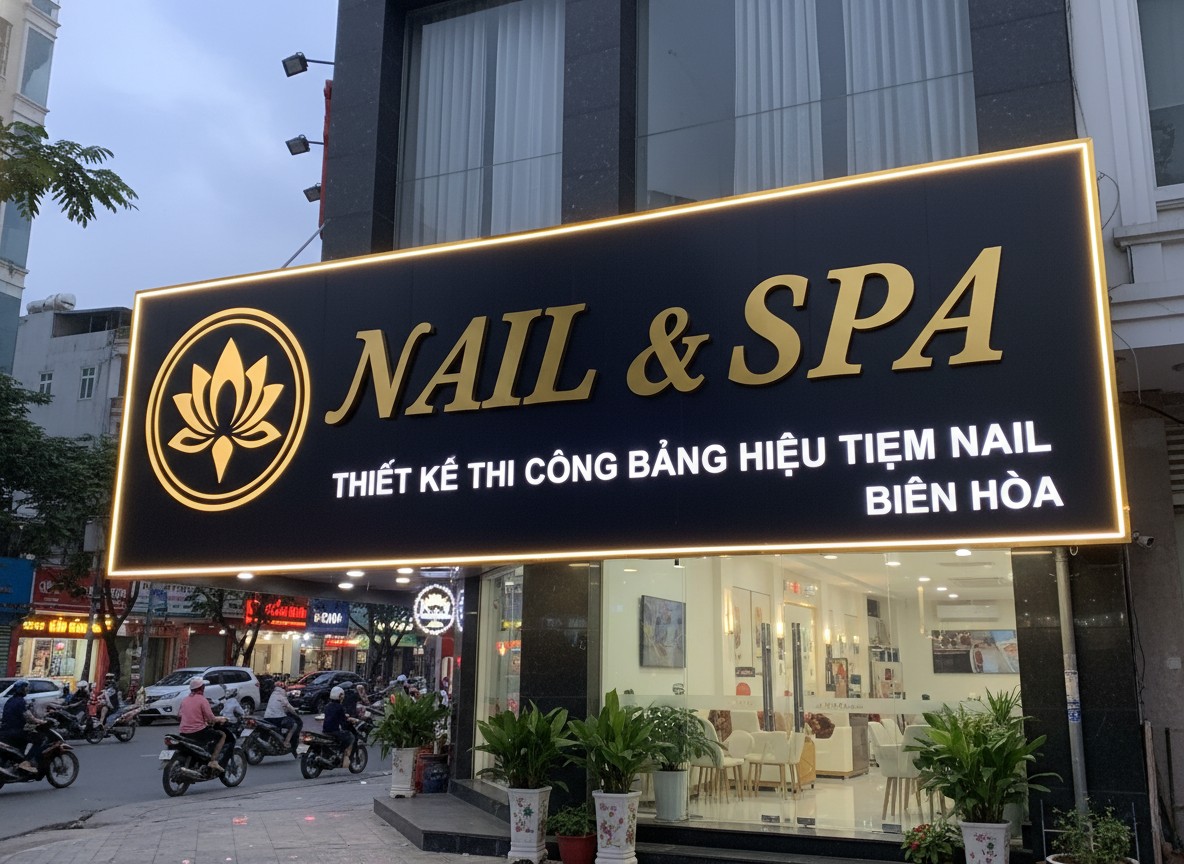 NAIL & SPA
THIẾT KẾ THI CÔNG BẢNG HIỆU TIỆM NAIL
BIÊN HÒA